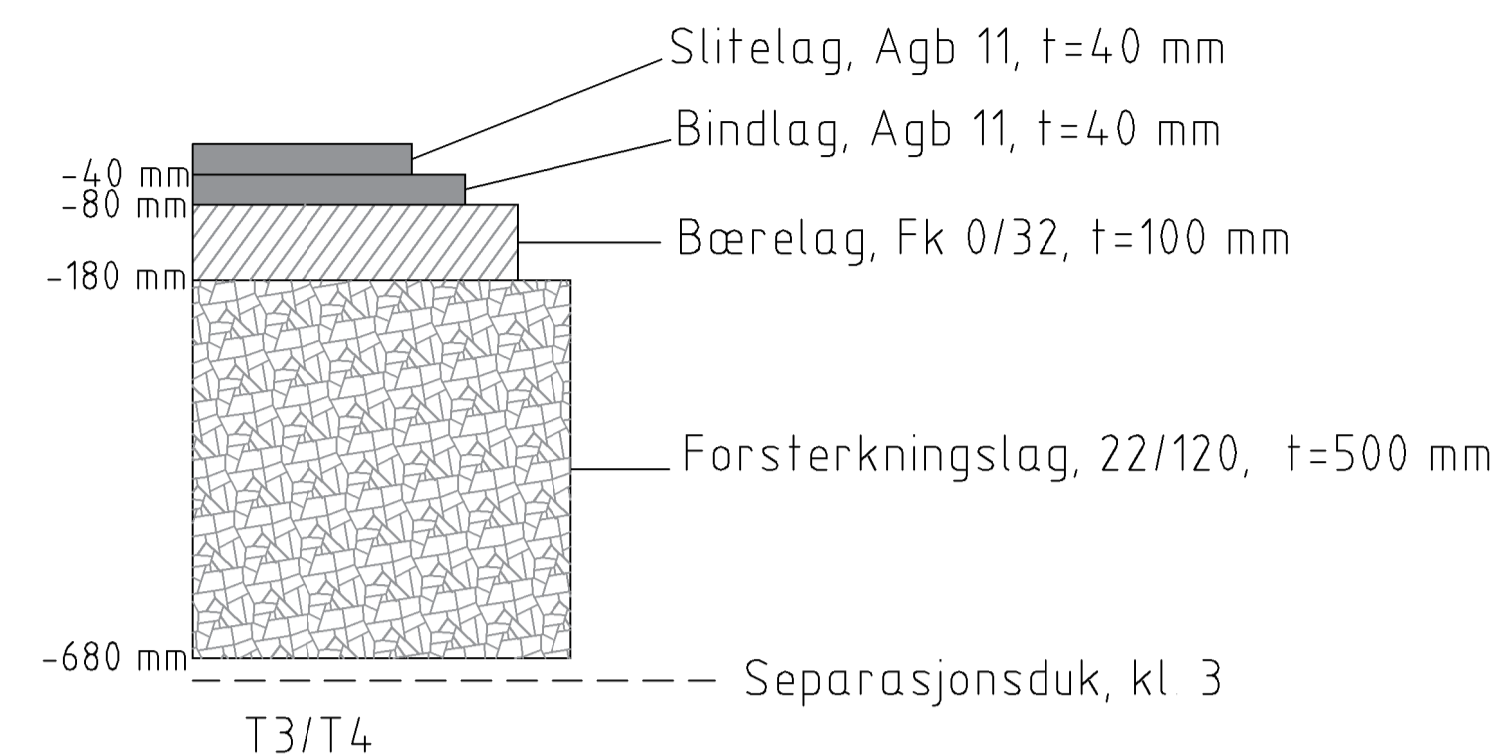 Slitelag, Agb 11, t=40 mm
Bindlag, Agb 11, t=40 mm
-40 mm
-80 mm
Bærelag, Fk 0/32, t=100 mm
-180 mm
Forsterkningslag, 22/120, t=500 mm
-680 mm
Separasjonsduk, kl. 3
T3/T4